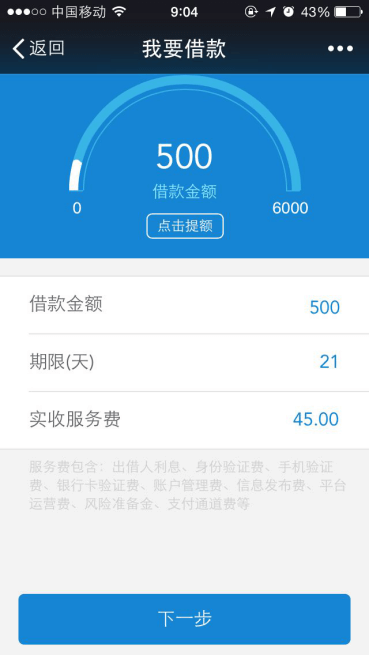 中国移动 9:04 43%
返回 我要借款
500
借款金额
0 6000
点击提额
借款金额 500
期限(天) 21
实收服务费 45.00
服务费包含：出借人利息、身份验证费、手机验证
费、银行卡验证费、账户管理费、信息发布费、平台
运营费、风险准备金、支付通道费等
下一步